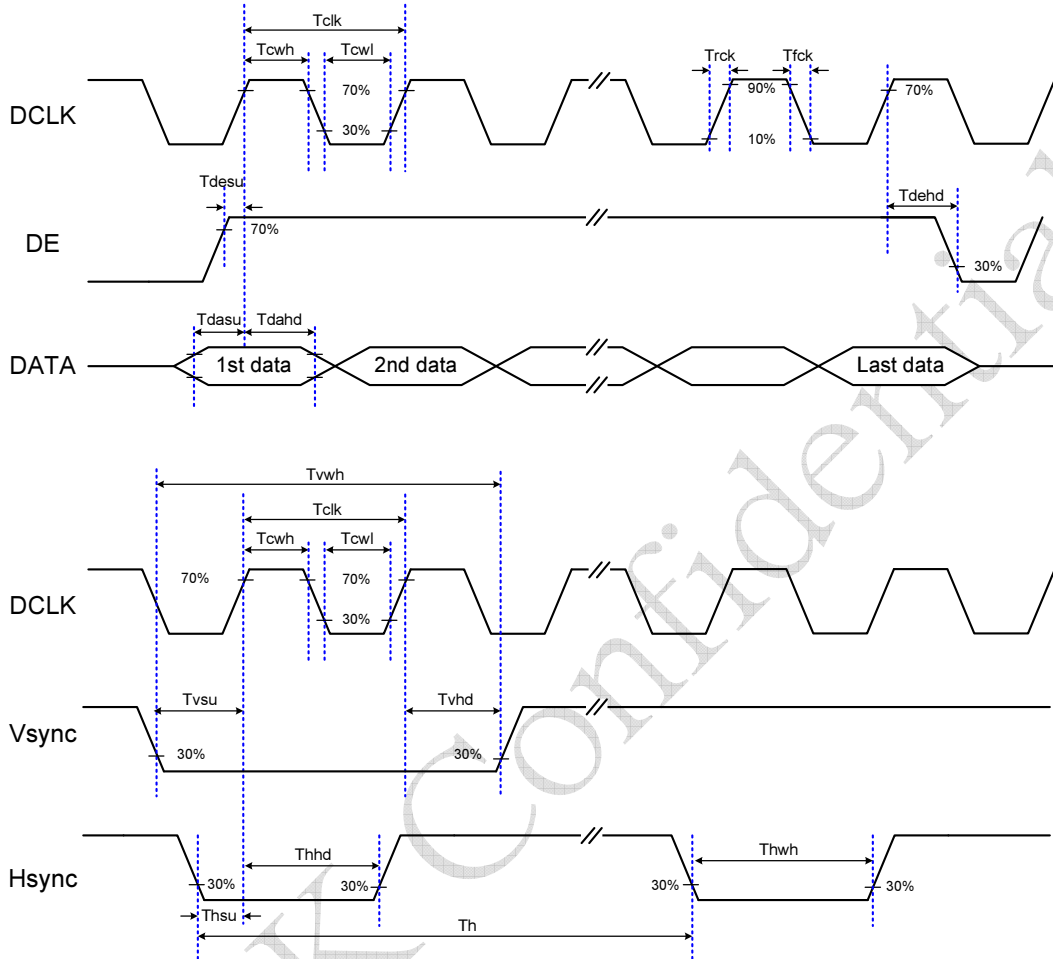 Tclk
Tcwh Tcwl Trck Tfck
DCLK 70% 30% 90% 10% 70%
Tdesu Tdehd
DE 70% 30%
Tdasu Tdahd
DATA 1st data 2nd data Last data
Tvwh
Tclk
Tcwh Tcwl
DCLK 70% 70% 30%
Tvsu Tvhd
Vsync 30% 30%
Thhd Thwh
Hsync 30% 30% 30% 30%
Thsu Th
K Confidential